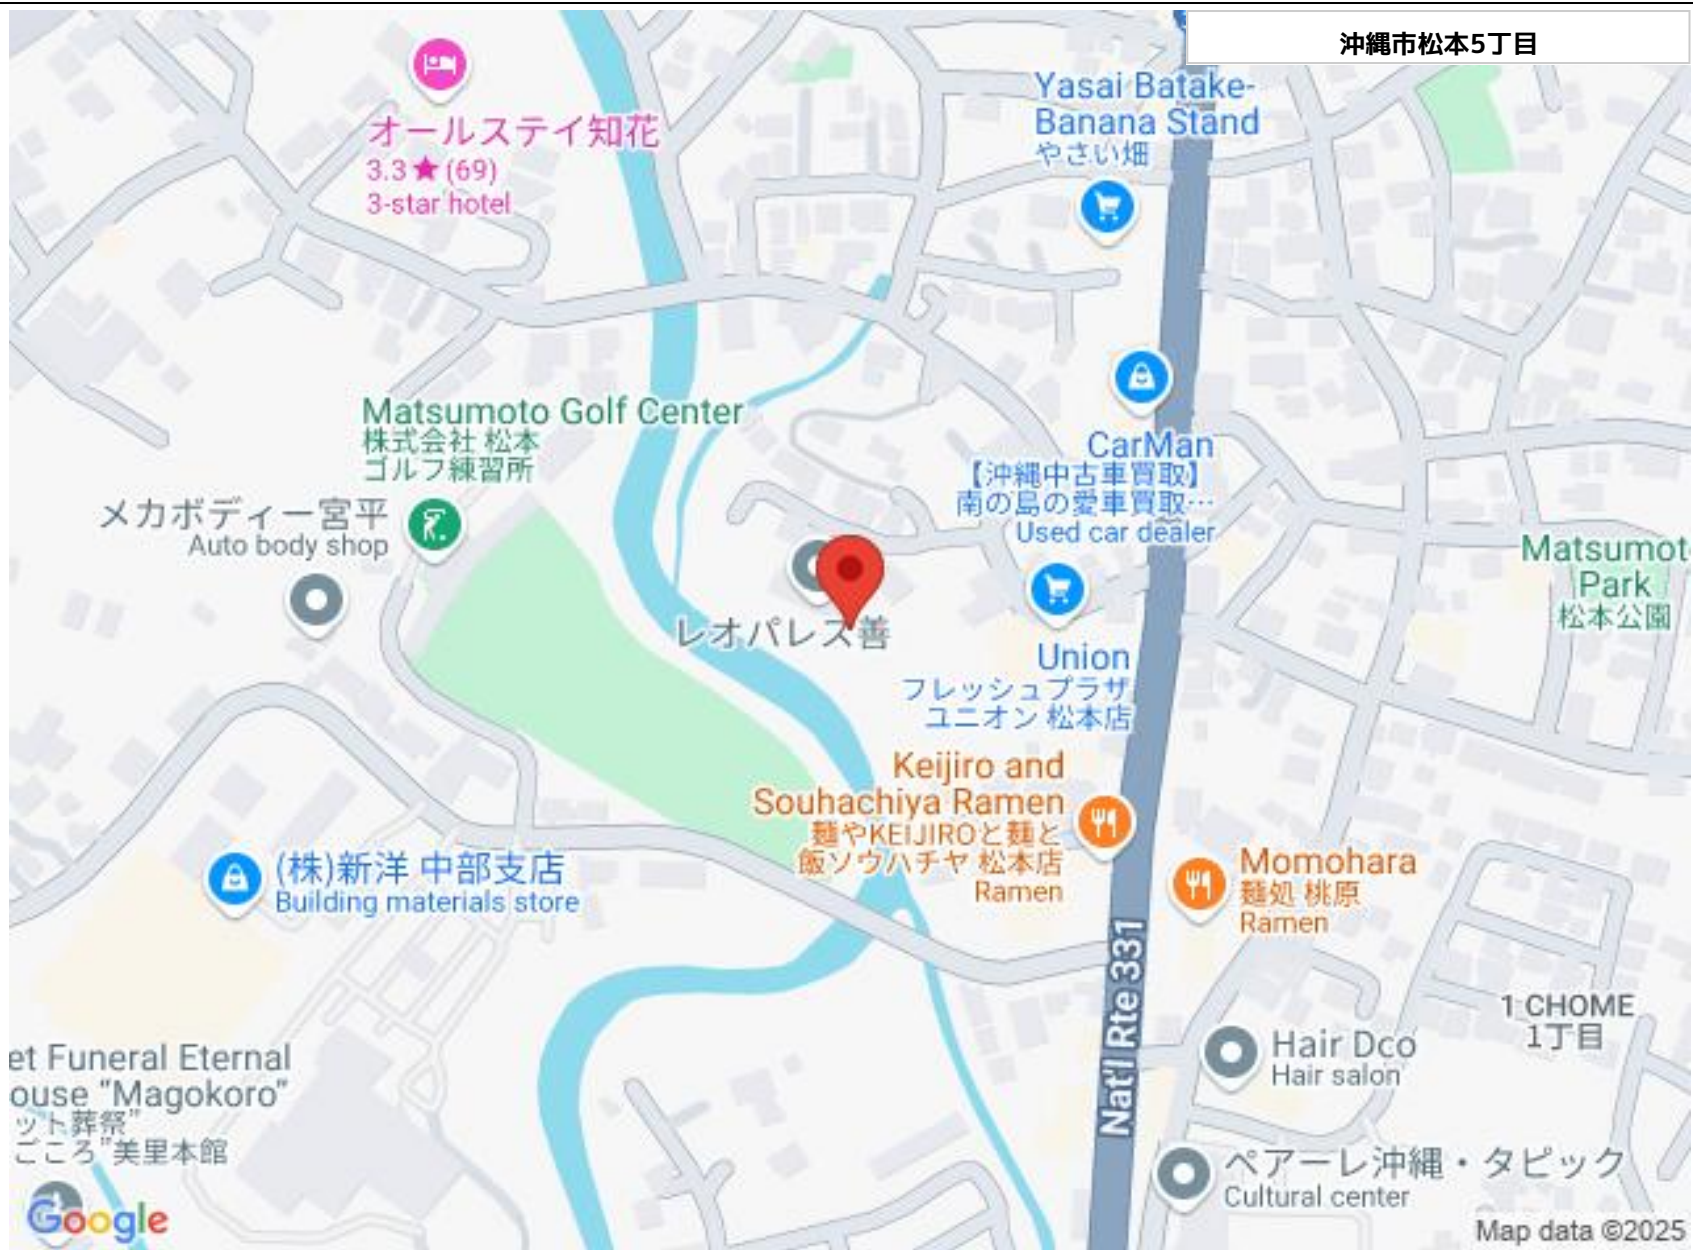 沖縄市松本5丁目
Yasai Batake-
Banana Stand
やさい畑
オールステイ知花
3.3★(69)
3-star hotel
Matsumoto Golf Center
株式会社 松本
ゴルフ練習所
CarMan
【沖縄中古車買取】
南の島の愛車買取…
Used car dealer
メカボディー宮平
Auto body shop
Matsumot
Park
松本公園
レオパレス善
Union
フレッシュプラザ
ユニオン 松本店
Keijiro and
Souhachiya Ramen
麺やKEIJIROと麺と
飯ソウハチヤ 松本店
Ramen
(株)新洋 中部支店
Building materials store
Momohara
麺処 桃原
Ramen
Nat'l Rte 331
1 CHOME
1丁目
Hair Dco
Hair salon
et Funeral Eternal
ouse “Magokoro”
ット葬祭”
ごころ”美里本館
ペアーレ沖縄・タピック
Cultural center
Google
Map data ©2025